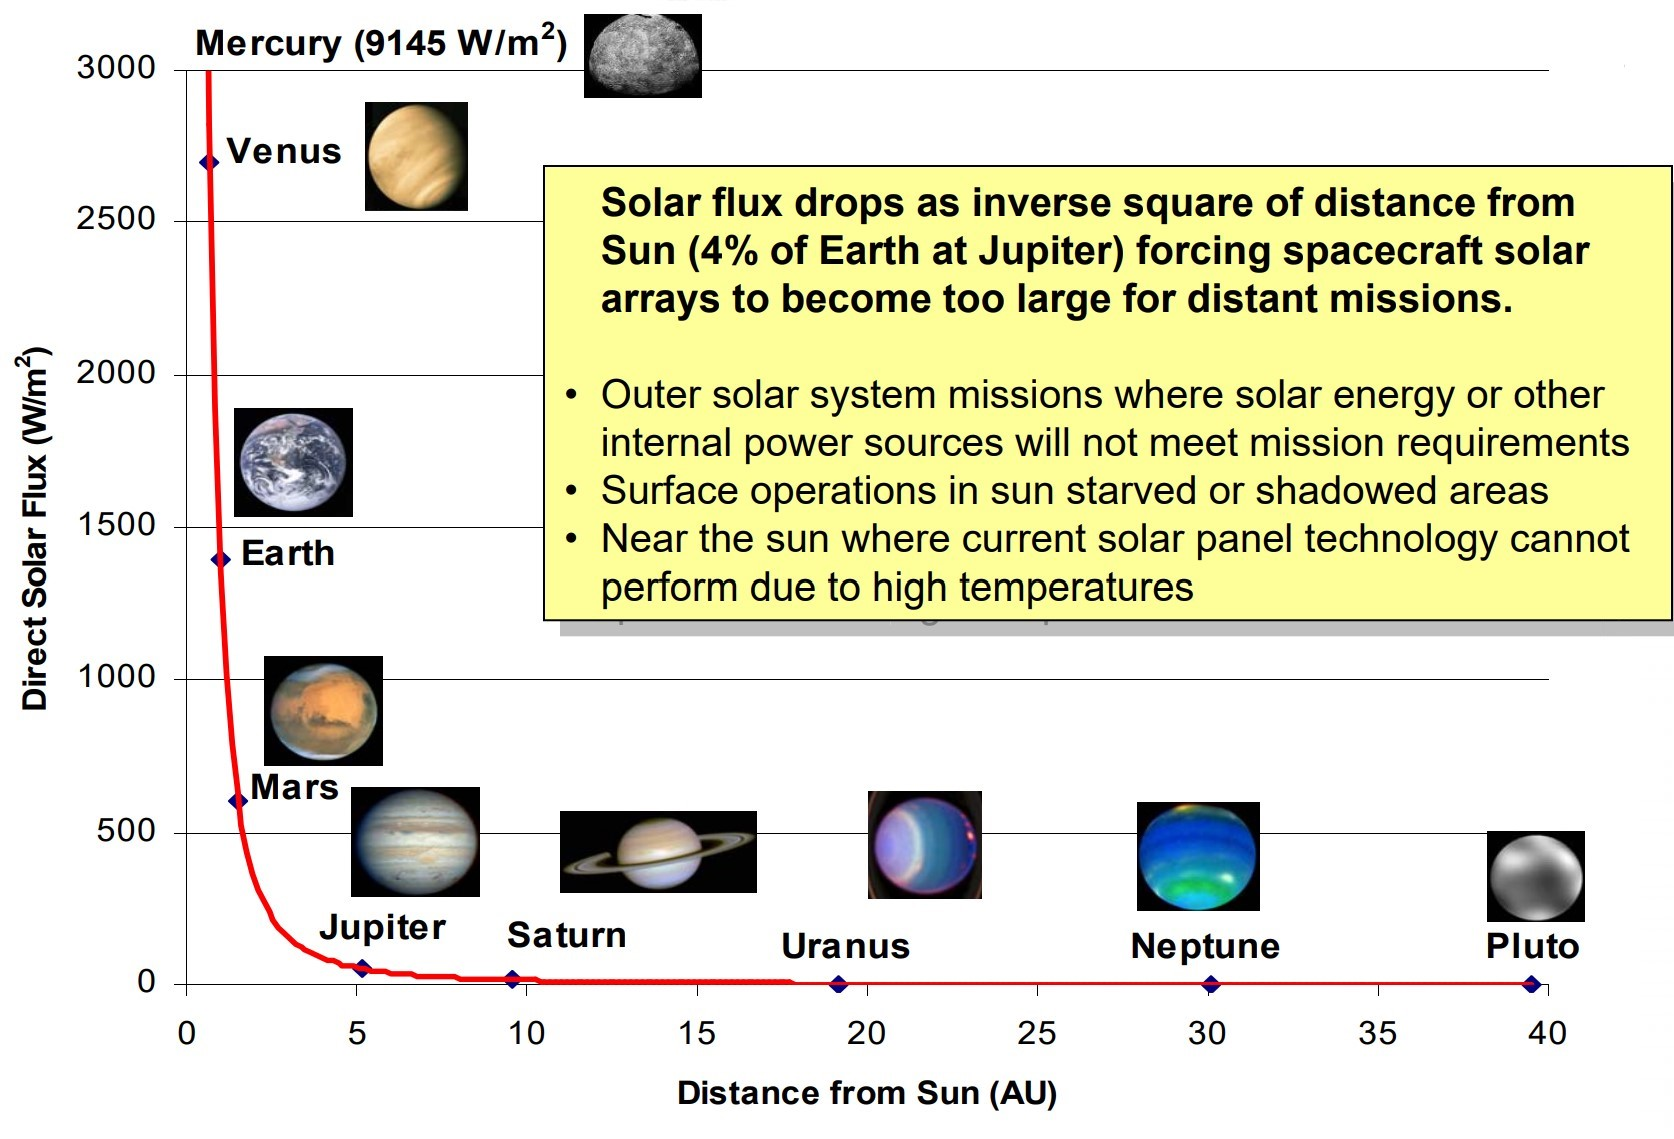 Mercury (9145 W/m²)
3000
Venus
2500
Solar flux drops as inverse square of distance from
Sun (4% of Earth at Jupiter) forcing spacecraft solar
arrays to become too large for distant missions.
2000
• Outer solar system missions where solar energy or other
internal power sources will not meet mission requirements
• Surface operations in sun starved or shadowed areas
• Near the sun where current solar panel technology cannot
perform due to high temperatures
1500
Earth
Direct Solar Flux (W/m²)
1000
Mars
500
Jupiter
Saturn
Uranus
Neptune
Pluto
0
0 5 10 15 20 25 30 35 40
Distance from Sun (AU)